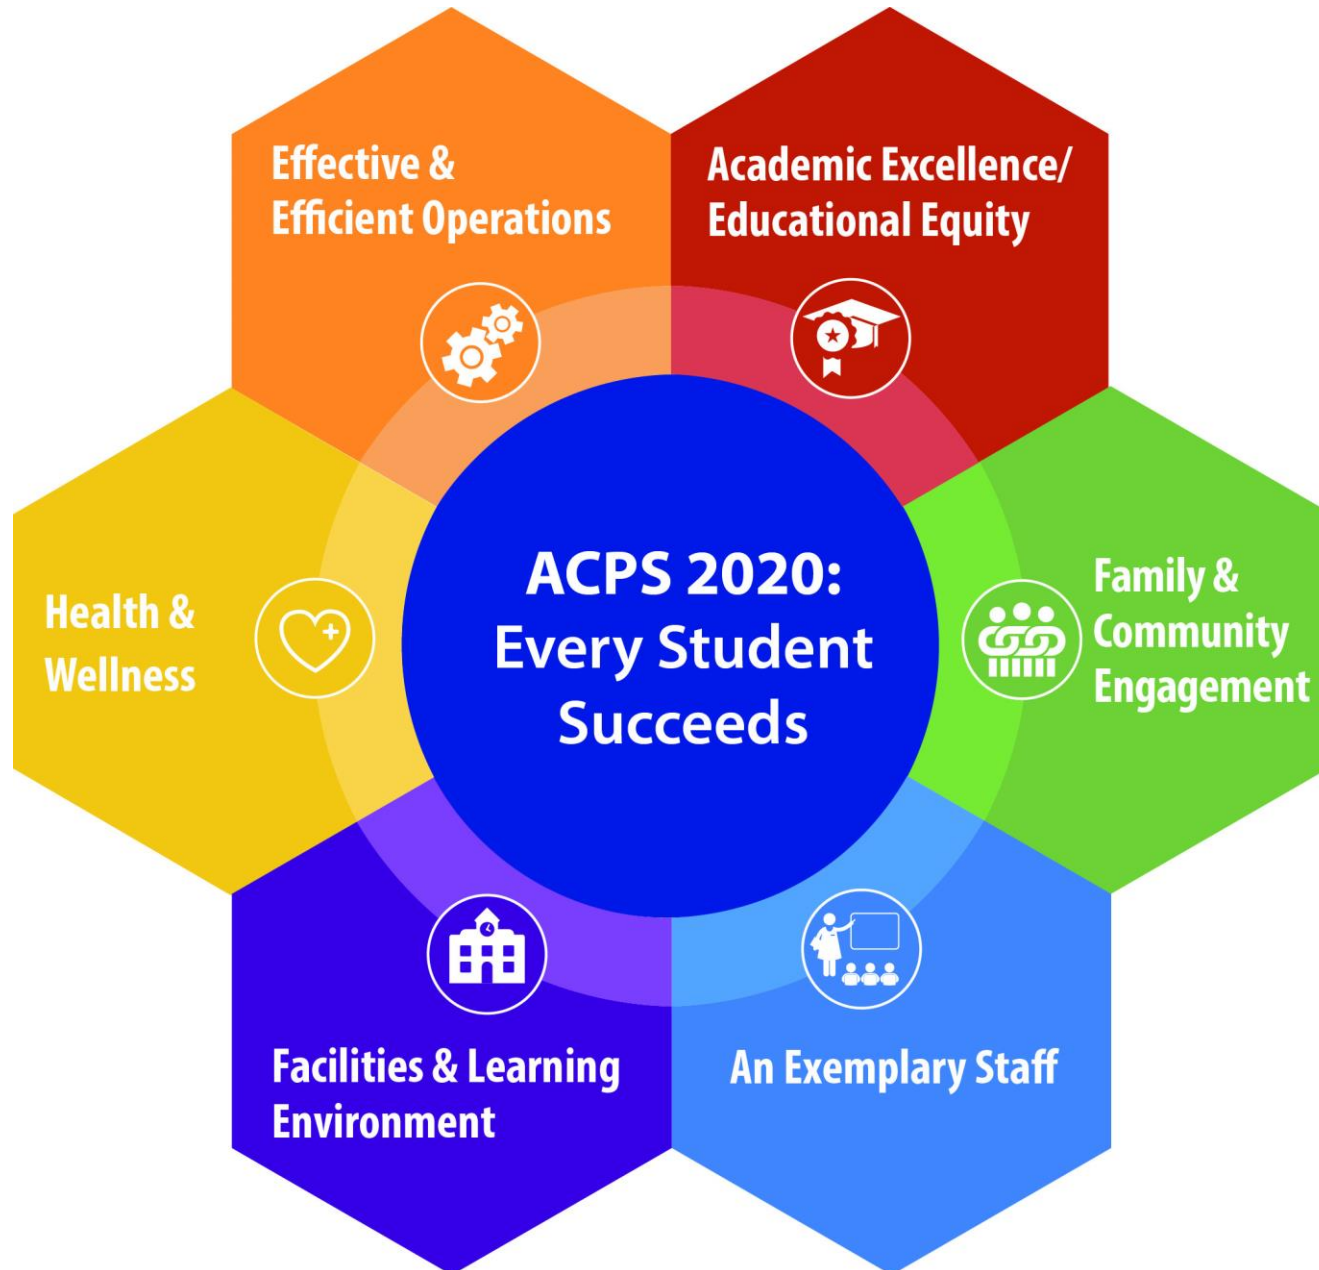 Effective &
Efficient Operations
Academic Excellence/
Educational Equity
Health &
Wellness
ACPS 2020:
Every Student
Succeeds
Family &
Community
Engagement
Facilities & Learning
Environment
An Exemplary Staff